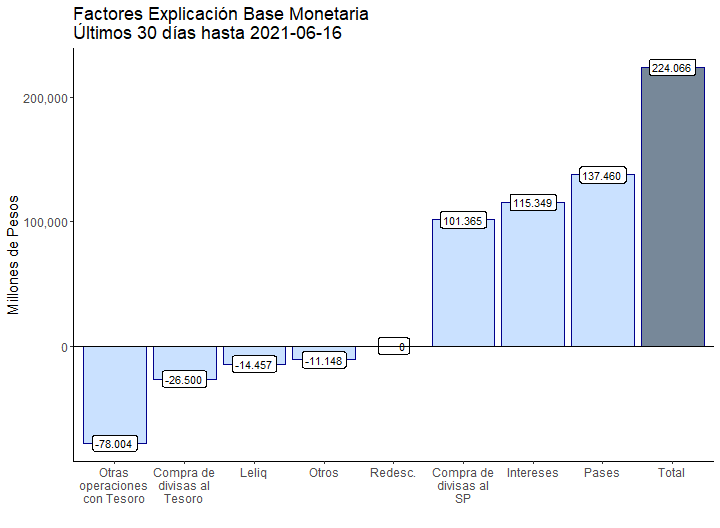 Factores Explicación Base Monetaria
Últimos 30 días hasta 2021-06-16
Millones de Pesos
200,000
100,000
0
-78.004
-26.500
-14.457
-11.148
0
101.365
115.349
137.460
224.066
Otras
operaciones
con Tesoro
Compra de
divisas al
Tesoro
Leliq
Otros
Redesc.
Compra de
divisas al
SP
Intereses
Pases
Total